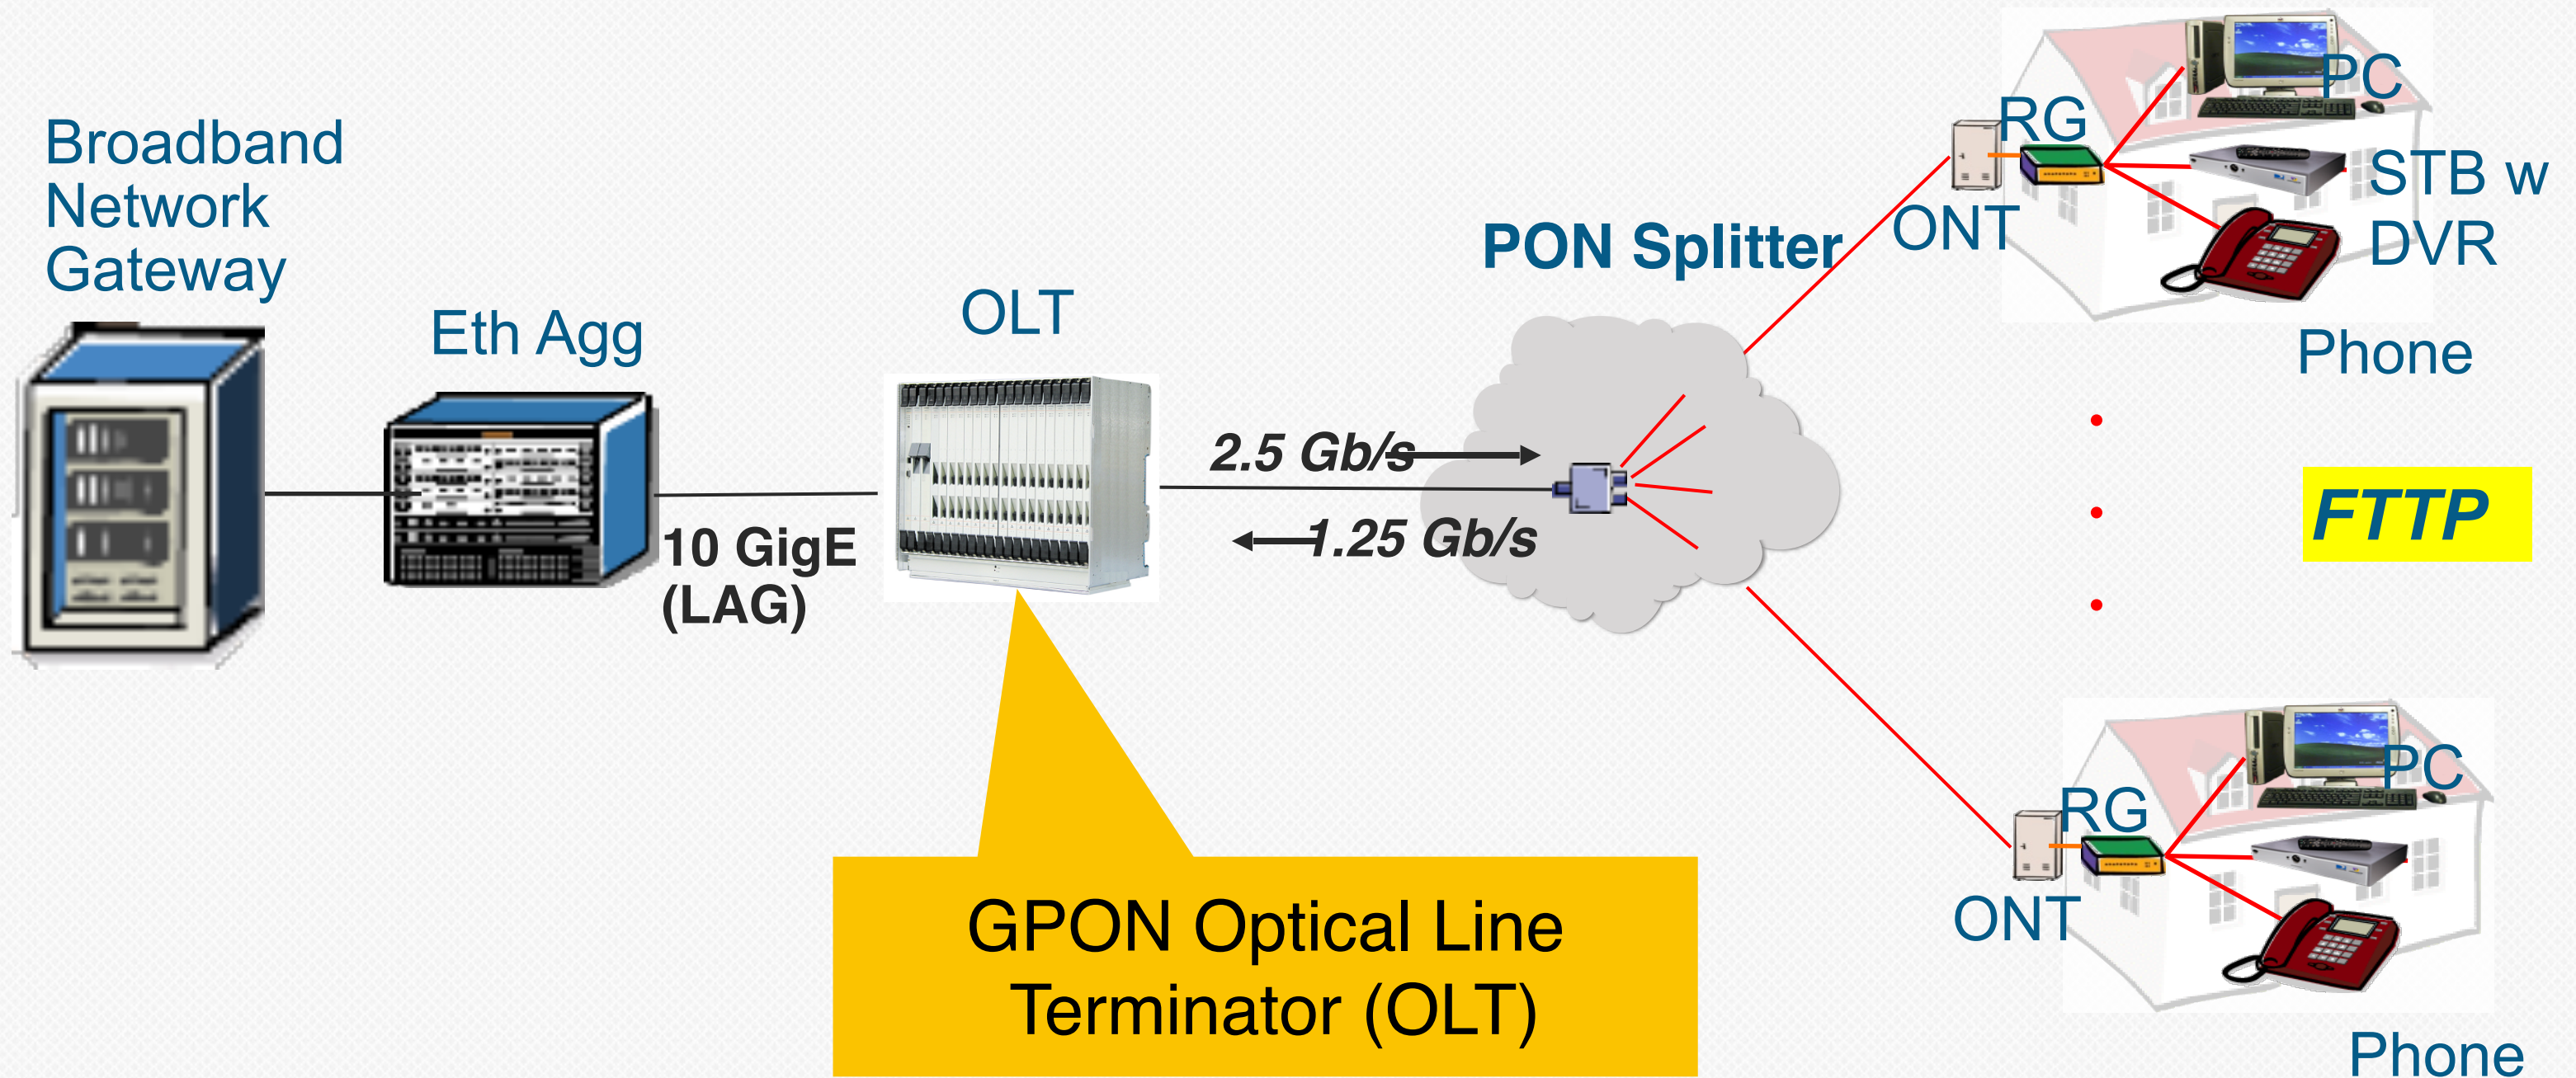 Broadband
Network
Gateway
Eth Agg
10 GigE
(LAG)
OLT
2.5 Gb/s
1.25 Gb/s
PON Splitter
ONT
RG
PC
STB w
DVR
Phone
FTTP
ONT
RG
PC
Phone
GPON Optical Line
Terminator (OLT)